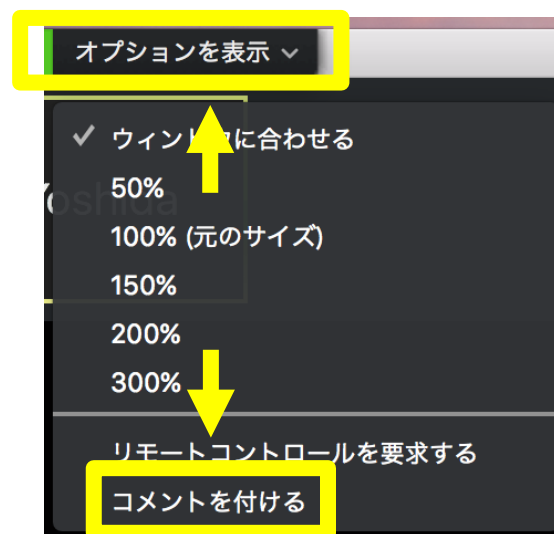 オプションを表示
ウィンドウに合わせる
50%
100% (元のサイズ)
150%
200%
300%
リモートコントロールを要求する
コメントを付ける